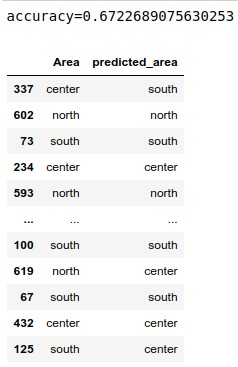 accuracy=0.6722689075630253
Area predicted_area
337 center south
602 north north
73 south south
234 center center
593 north north
... ... ...
100 south south
619 north center
67 south south
432 center center
125 south center